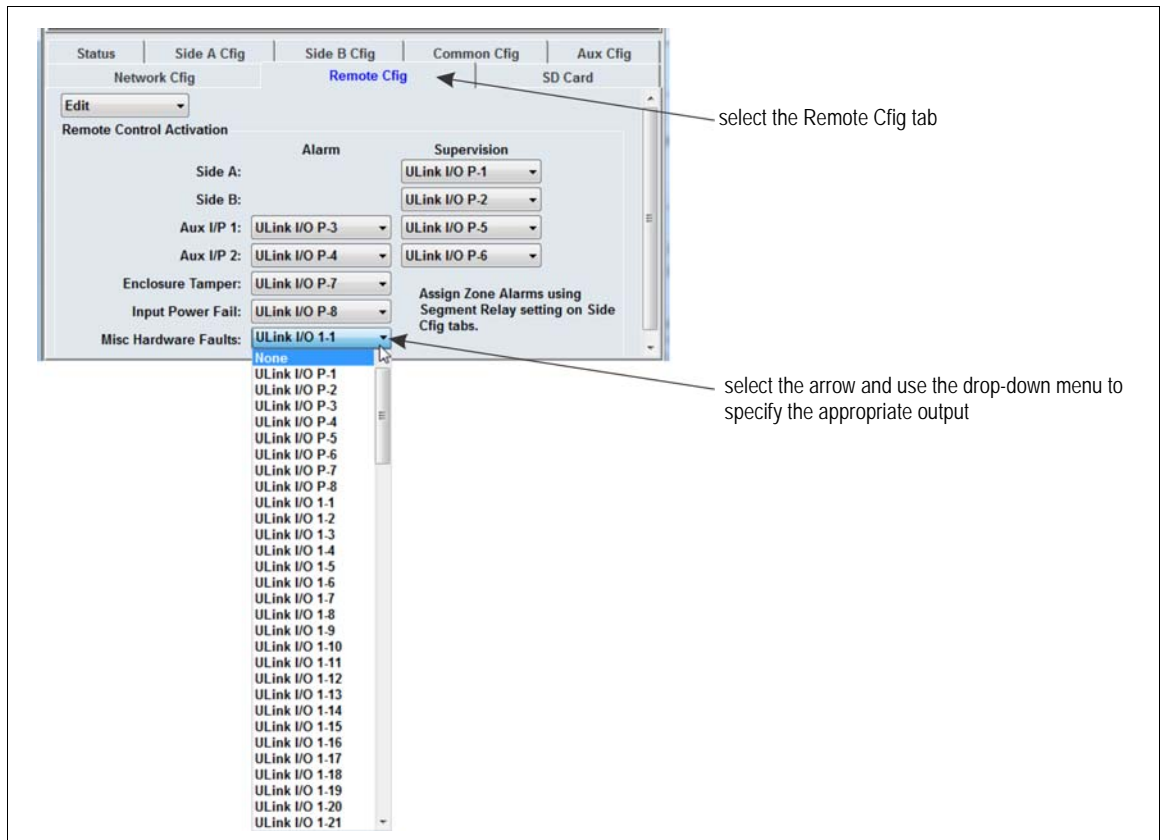 Status Side A Cfig Side B Cfig Common Cfig Aux Cfig
Network Cfig Remote Cfig SD Card
select the Remote Cfig tab
Edit
Remote Control Activation
Alarm Supervision
Side A: ULink I/O P-1
Side B: ULink I/O P-2
Aux I/P 1: ULink I/O P-3 ULink I/O P-5
Aux I/P 2: ULink I/O P-4 ULink I/O P-6
Enclosure Tamper: ULink I/O P-7
Input Power Fail: ULink I/O P-8
Assign Zone Alarms using
Segment Relay setting on Side
Cfig tabs.
Misc Hardware Faults: ULink I/O 1-1
select the arrow and use the drop-down menu to
specify the appropriate output
None
ULink I/O P-1
ULink I/O P-2
ULink I/O P-3
ULink I/O P-4
ULink I/O P-5
ULink I/O P-6
ULink I/O P-7
ULink I/O P-8
ULink I/O 1-1
ULink I/O 1-2
ULink I/O 1-3
ULink I/O 1-4
ULink I/O 1-5
ULink I/O 1-6
ULink I/O 1-7
ULink I/O 1-8
ULink I/O 1-9
ULink I/O 1-10
ULink I/O 1-11
ULink I/O 1-12
ULink I/O 1-13
ULink I/O 1-14
ULink I/O 1-15
ULink I/O 1-16
ULink I/O 1-17
ULink I/O 1-18
ULink I/O 1-19
ULink I/O 1-20
ULink I/O 1-21